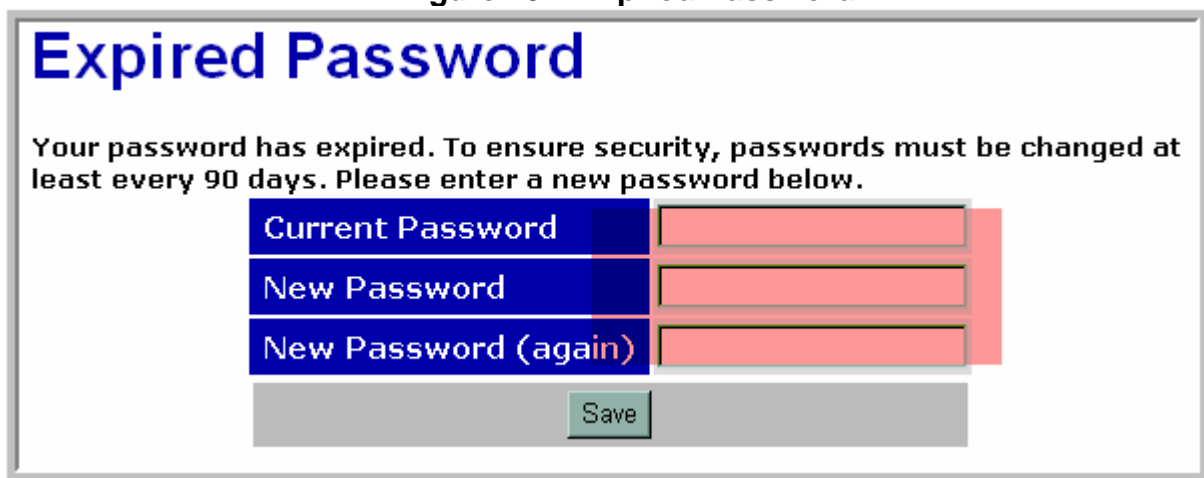 Expired Password
Your password has expired. To ensure security, passwords must be changed at
least every 90 days. Please enter a new password below.
Current Password
New Password
New Password (again)
Save